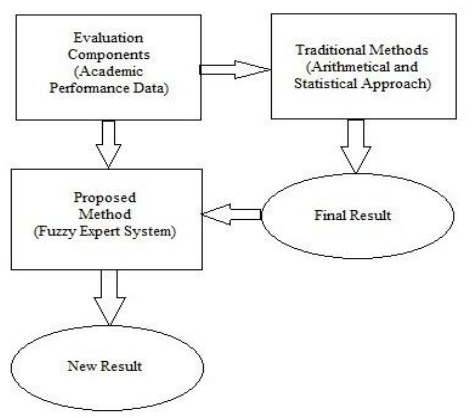 Evaluation
Components
(Academic
Performance Data)
Traditional Methods
(Arithmetical and
Statistical Approach)
Proposed
Method
(Fuzzy Expert System)
Final Result
New Result